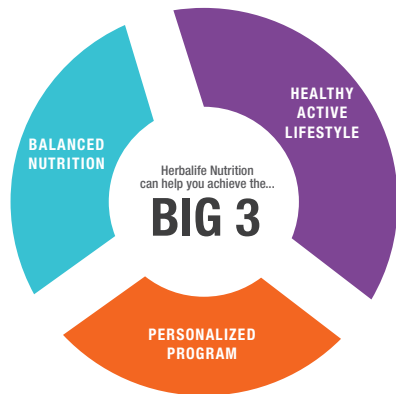 HEALTHY
ACTIVE
LIFESTYLE
BALANCED
NUTRITION
Herbalife Nutrition
can help you achieve the...
BIG 3
PERSONALIZED
PROGRAM